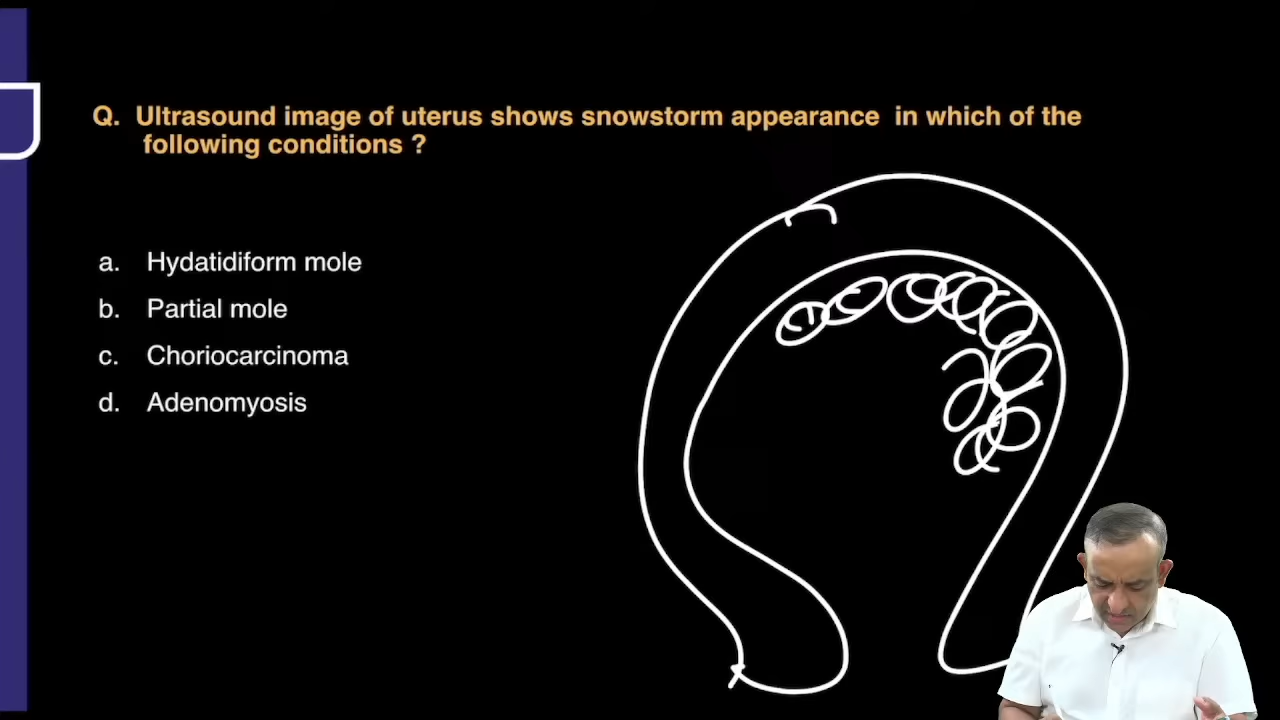 Q. Ultrasound image of uterus shows snowstorm appearance in which of the
following conditions ?
a. Hydatidiform mole
b. Partial mole
c. Choriocarcinoma
d. Adenomyosis